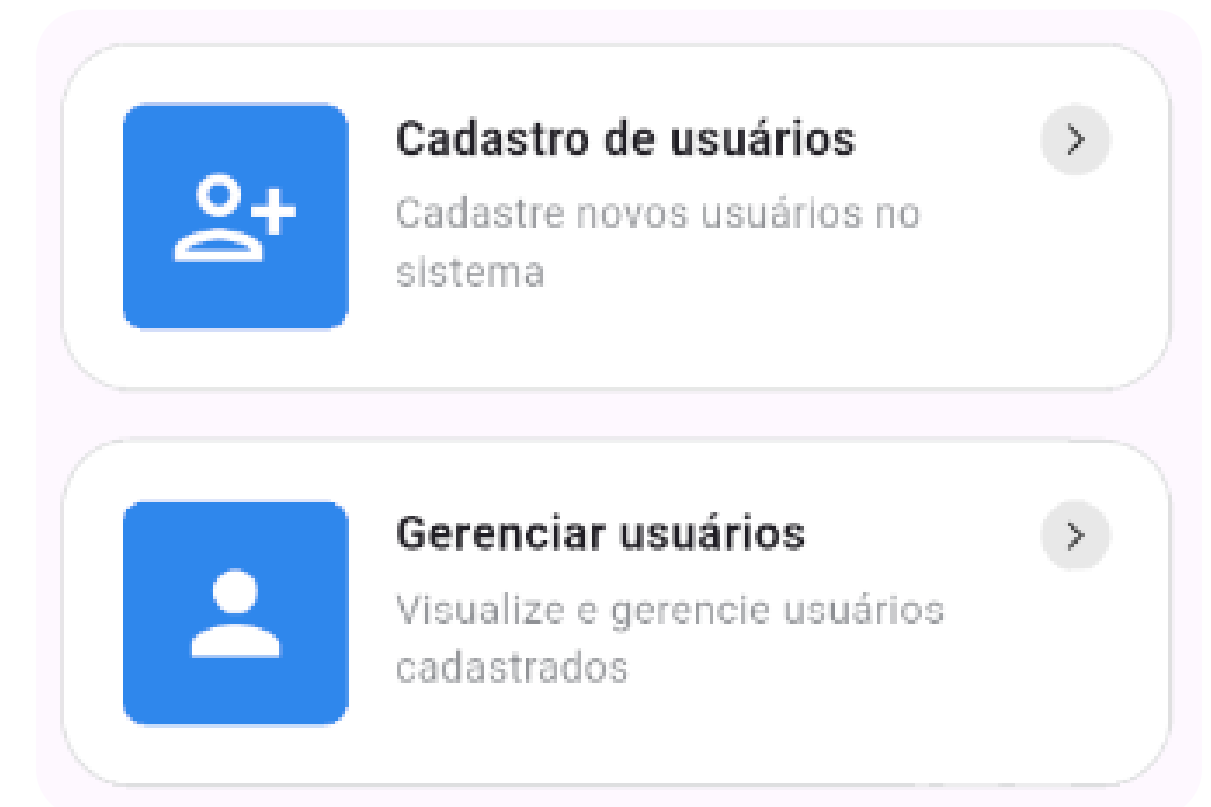 Cadastro de usuários
Cadastre novos usuários no
sistema
Gerenciar usuários
Visualize e gerencie usuários
cadastrados